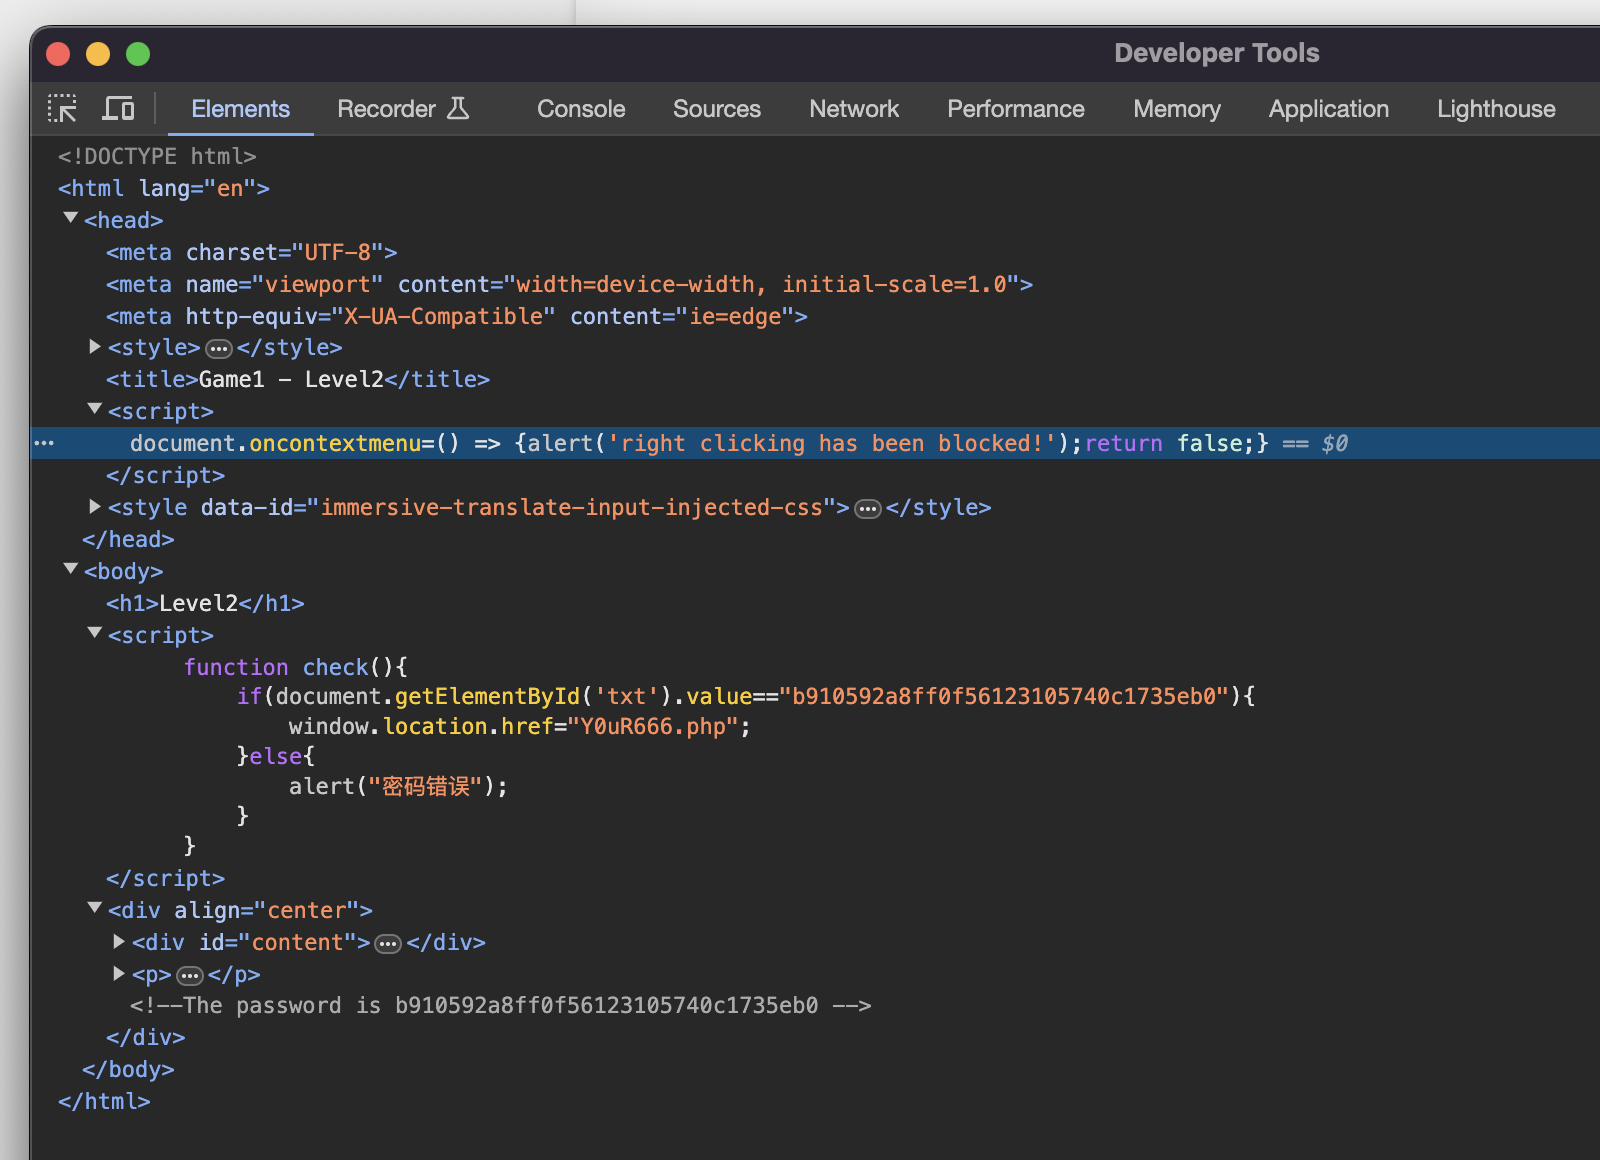 Developer Tools
Elements Recorder Console Sources Network Performance Memory Application Lighthouse
<!DOCTYPE html>
<html lang="en">
<head>
<meta charset="UTF-8">
<meta name="viewport" content="width=device-width, initial-scale=1.0">
<meta http-equiv="X-UA-Compatible" content="ie=edge">
<style>…</style>
<title>Game1 – Level2</title>
<script>
document.oncontextmenu=() => {alert('right clicking has been blocked!');return false;} == $0
</script>
<style data-id="immersive-translate-input-injected-css">…</style>
</head>
<body>
<h1>Level2</h1>
<script>
function check(){
if(document.getElementById('txt').value=="b910592a8ff0f56123105740c1735eb0"){
window.location.href="Y0uR666.php";
}else{
alert("密码错误");
}
}
</script>
<div align="center">
<div id="content">…</div>
<p>…</p>
<!--The password is b910592a8ff0f56123105740c1735eb0 -->
</div>
</body>
</html>